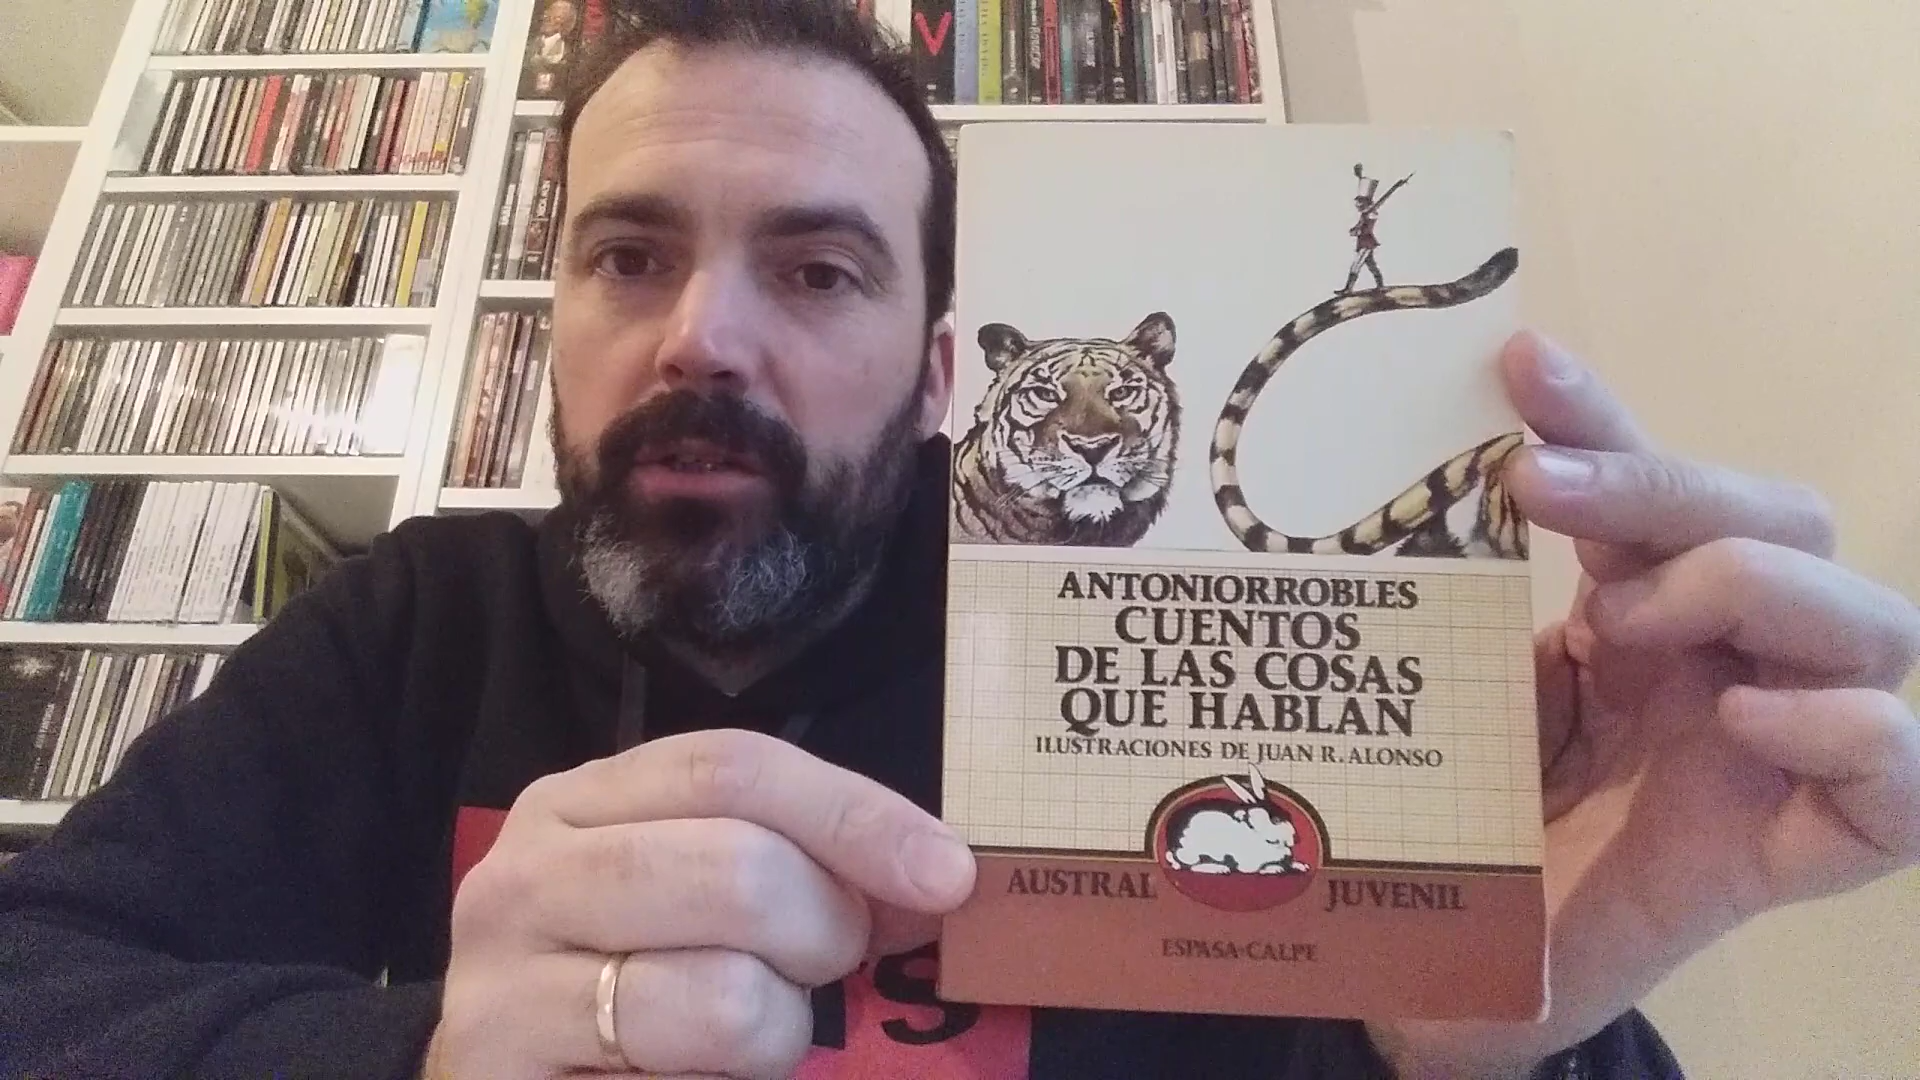 V
ANTONIORROBLES
CUENTOS
DE LAS COSAS
QUE HABLAN
ILUSTRACIONES DE JUAN R. ALONSO
AUSTRAL JUVENIL
ESPASA-CALPE